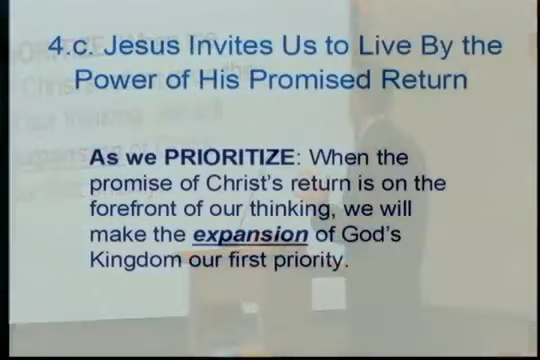 4.c. Jesus Invites Us to Live By the
Power of His Promised Return
As we PRIORITIZE: When the
promise of Christ's return is on the
forefront of our thinking, we will
make the expansion of God's
Kingdom our first priority.